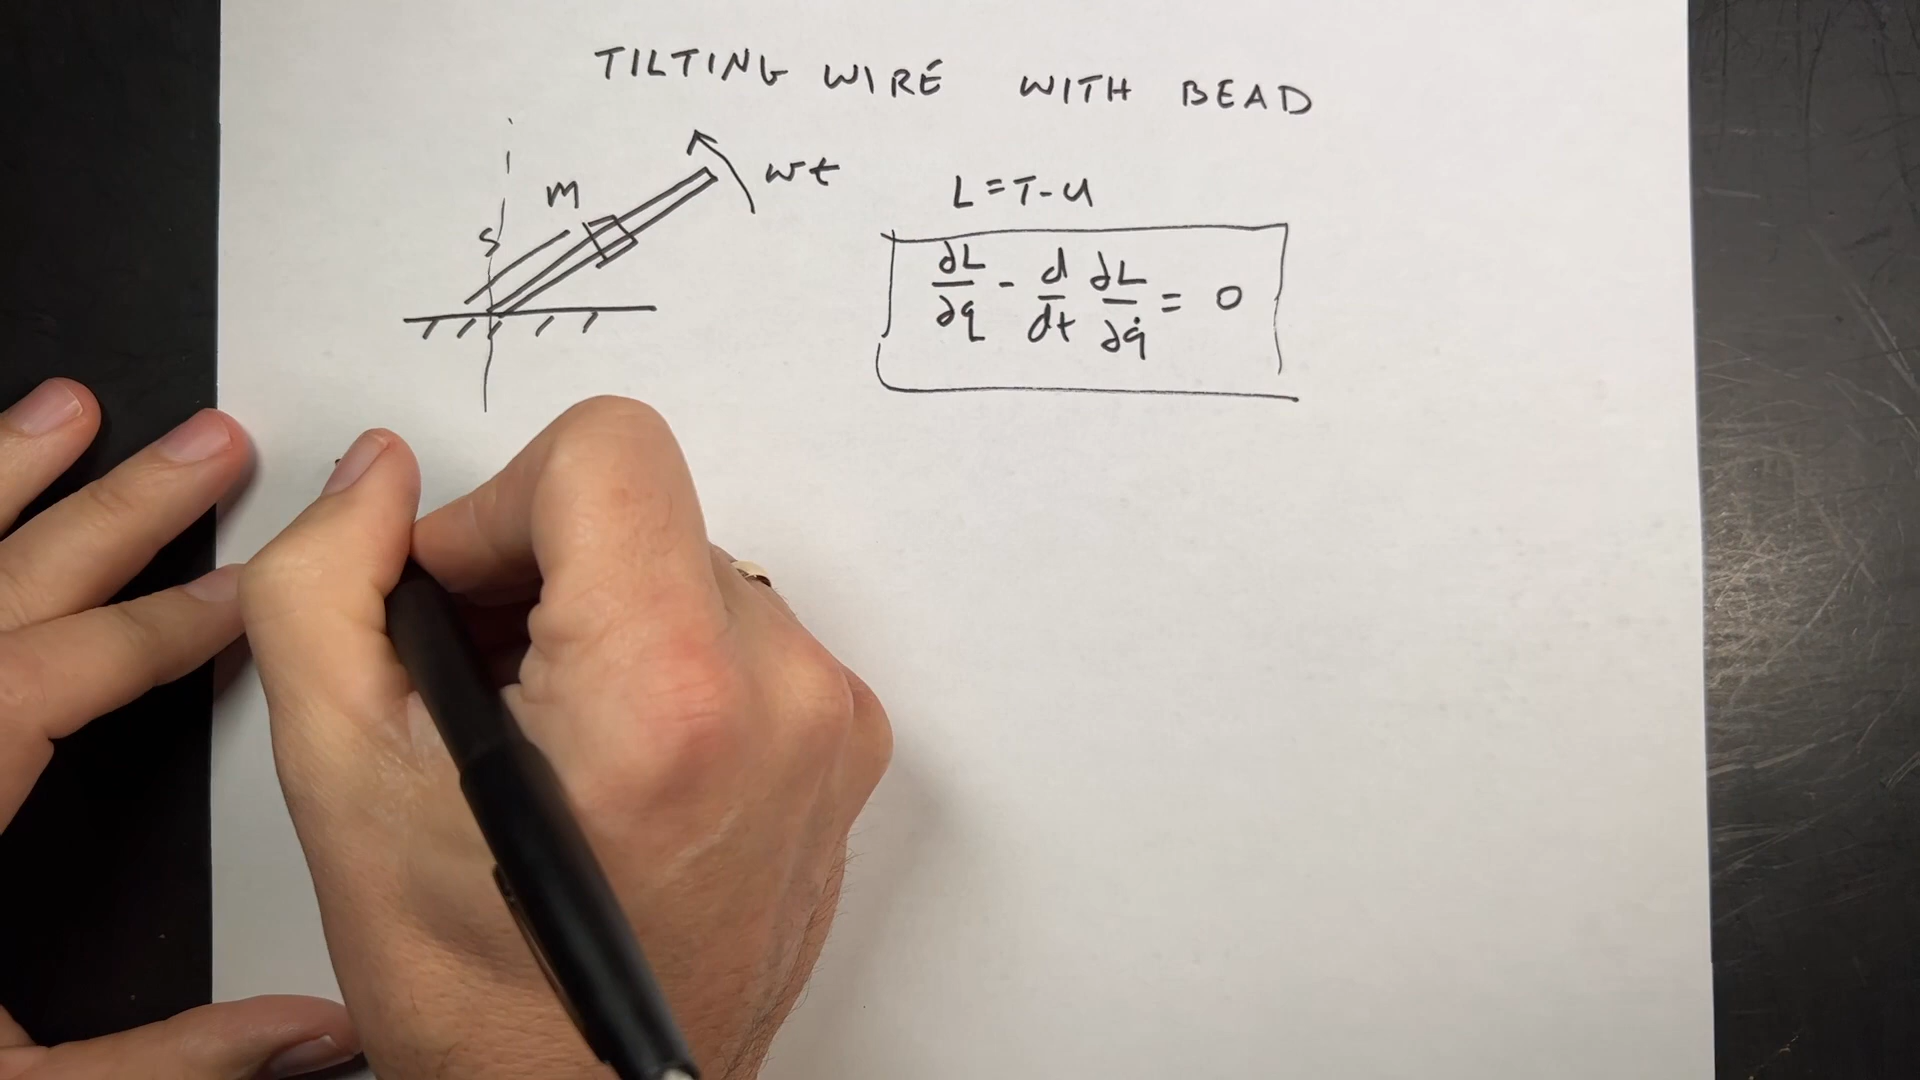 TILTING WIRE WITH BEAD
m
s
ωt
L = T - U
∂L/∂q - d/dt ∂L/∂q̇ = 0